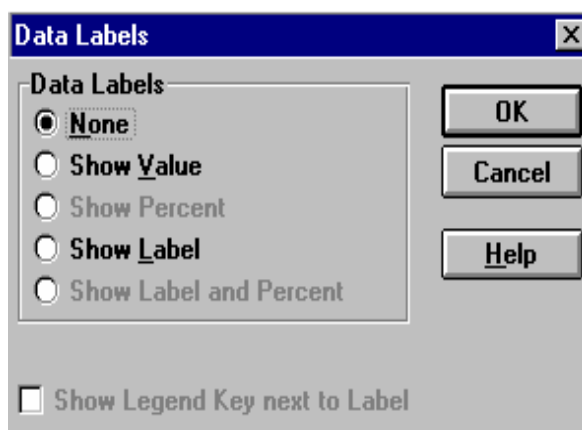 Data Labels
Data Labels
None
Show Value
Show Percent
Show Label
Show Label and Percent
OK
Cancel
Help
Show Legend Key next to Label